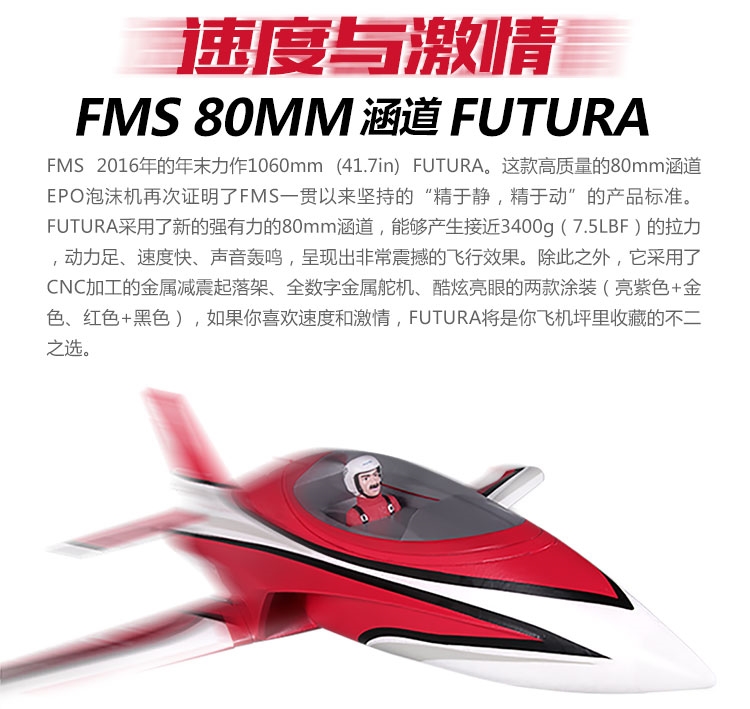 速度与激情
FMS 80MM 涵道 FUTURA
FMS 2016年的年末力作1060mm (41.7in) FUTURA。这款高质量的80mm涵道
EPO泡沫机再次证明了FMS一贯以来坚持的“精于静，精于动”的产品标准。
FUTURA采用了新的强有力的80mm涵道，能够产生接近3400g（7.5LBF）的拉力
，动力足、速度快、声音轰鸣，呈现出非常震撼的飞行效果。除此之外，它采用了
CNC加工的金属减震起落架、全数字金属舵机、酷炫亮眼的两款涂装（亮紫色+金
色、红色+黑色），如果你喜欢速度和激情，FUTURA将是你飞机坪里收藏的不二
之选。